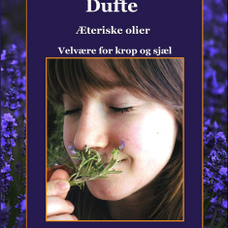 Dufte
Æteriske olier
Velvære for krop og sjæl